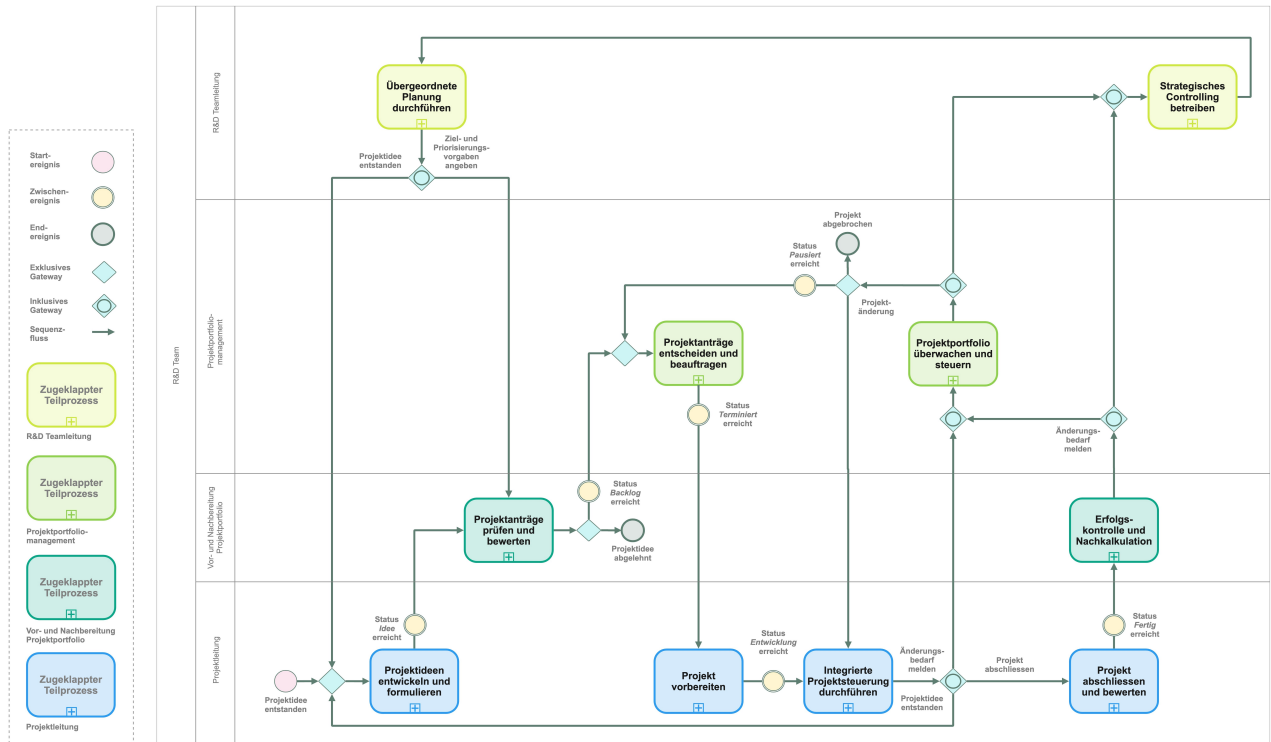 Start-
ereignis
Zwischen-
ereignis
End-
ereignis
Exklusives
Gateway
Inklusives
Gateway
Sequenz-
fluss
Zugeklappter
Teilprozess
R&D Teamleitung
Zugeklappter
Teilprozess
Projektportfolio-
management
Zugeklappter
Teilprozess
Vor- und Nachbereitung
Projektportfolio
Zugeklappter
Teilprozess
Projektleitung
R&D Team
R&D Teamleitung
Übergeordnete
Planung
durchführen
Strategisches
Controlling
betreiben
Projektidee
entstanden
Ziel- und
Priorisierungs-
vorgaben
angeben
Projektportfolio-
management
Projekt
abgebrochen
Status
Pausiert
erreicht
Projekt-
änderung
Projektanträge
entscheiden und
beauftragen
Projektportfolio
überwachen und
steuern
Status
Terminiert
erreicht
Änderungs-
bedarf
melden
Vor- und Nachbereitung
Projektportfolio
Status
Backlog
erreicht
Projektanträge
prüfen und
bewerten
Projektidee
abgelehnt
Erfolgs-
kontrolle und
Nachkalkulation
Projektleitung
Status
Idee
erreicht
Status
Entwicklung
erreicht
Status
Fertig
erreicht
Projektidee
entstanden
Projektideen
entwickeln und
formulieren
Projekt
vorbereiten
Integrierte
Projektsteuerung
durchführen
Änderungs-
bedarf
melden
Projektidee
entstanden
Projekt
abschliessen
Projekt
abschliessen
und bewerten